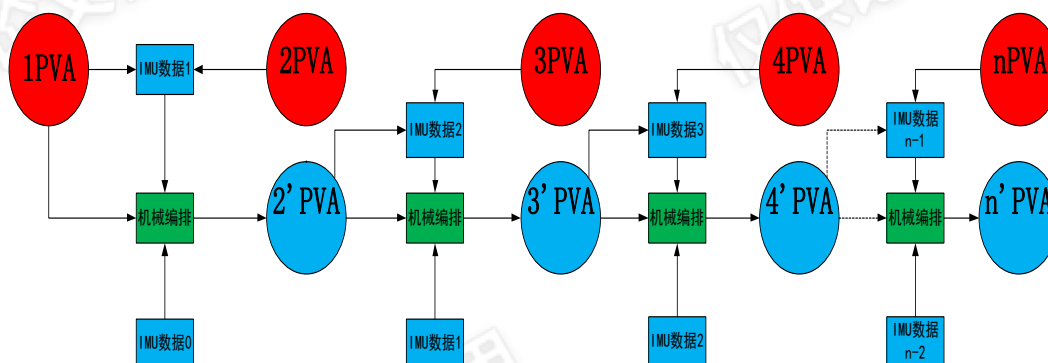 1PVA
IMU数据1
2PVA
3PVA
4PVA
nPVA
IMU数据2
IMU数据3
IMU数据
n-1
机械编排
2' PVA
机械编排
3' PVA
机械编排
4' PVA
机械编排
n' PVA
IMU数据0
IMU数据1
IMU数据2
IMU数据
n-2